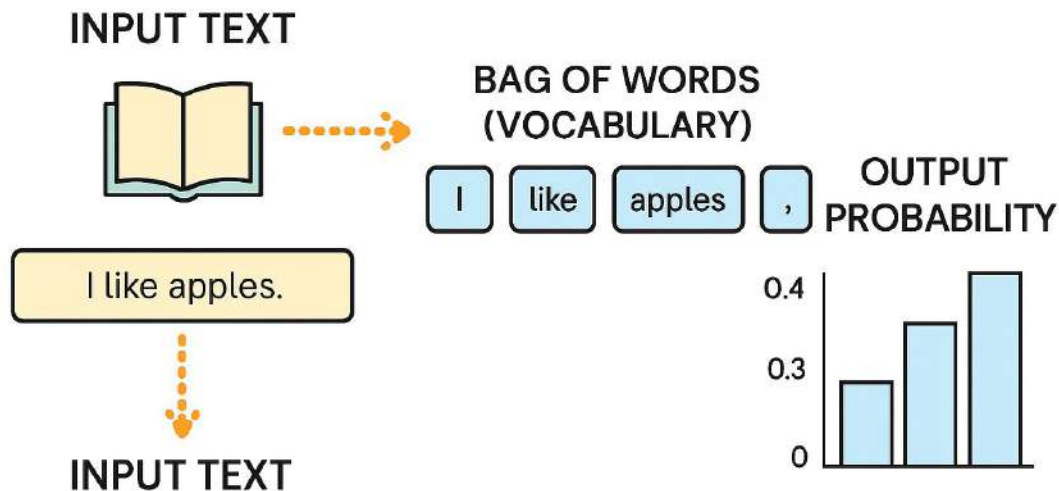 INPUT TEXT
BAG OF WORDS
(VOCABULARY)
I like apples ,
OUTPUT
PROBABILITY
I like apples.
0.4
0.3
0
INPUT TEXT